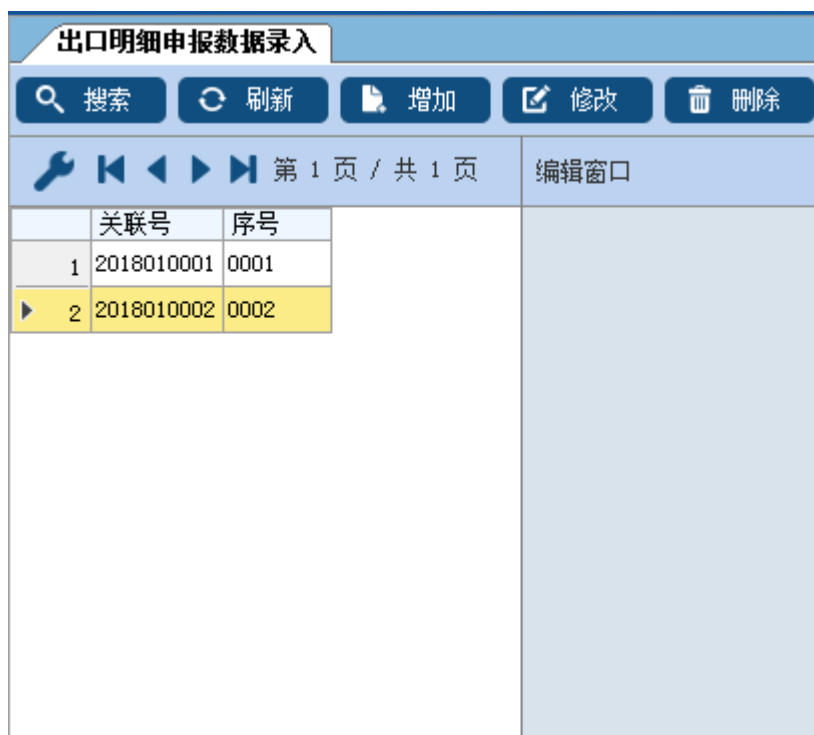 出口明细申报数据录入
搜索 刷新 增加 修改 删除
第 1 页 / 共 1 页 编辑窗口
关联号 序号
1 2018010001 0001
2 2018010002 0002